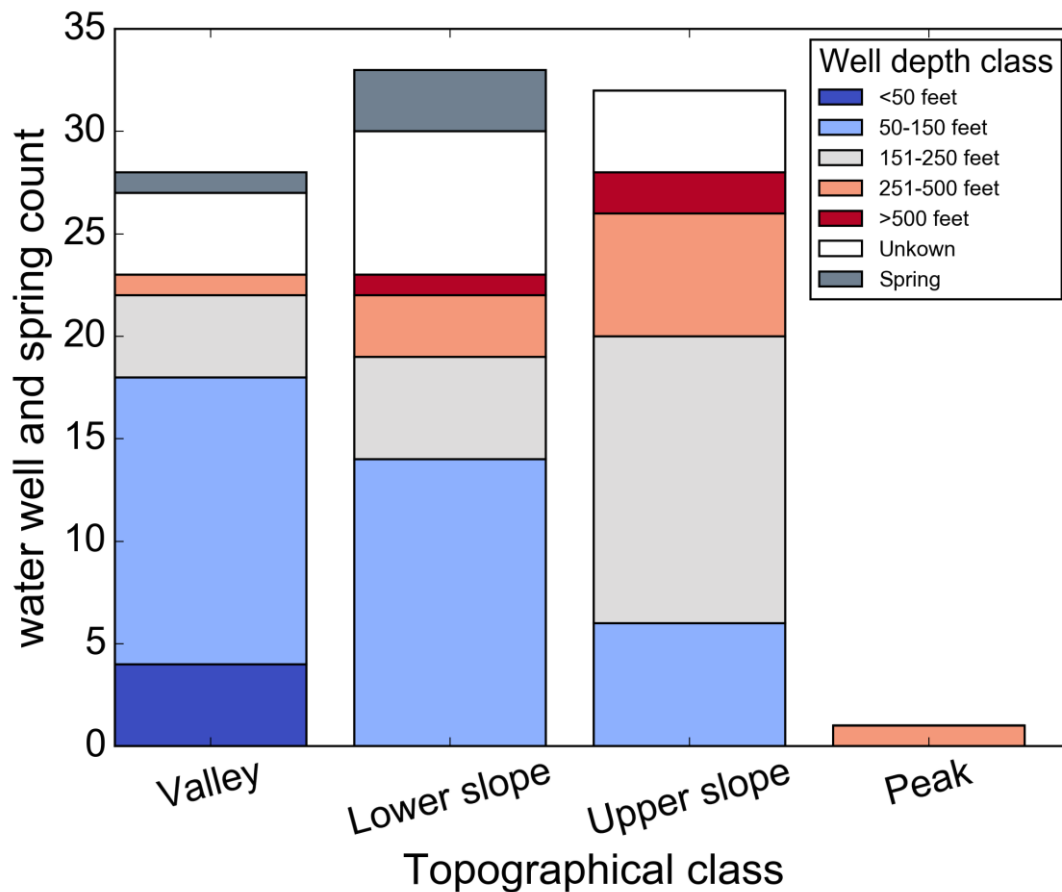 35
30
25
20
15
10
5
0
water well and spring count
Well depth class
<50 feet
50-150 feet
151-250 feet
251-500 feet
>500 feet
Unkown
Spring
Valley
Lower slope
Upper slope
Peak
Topographical class